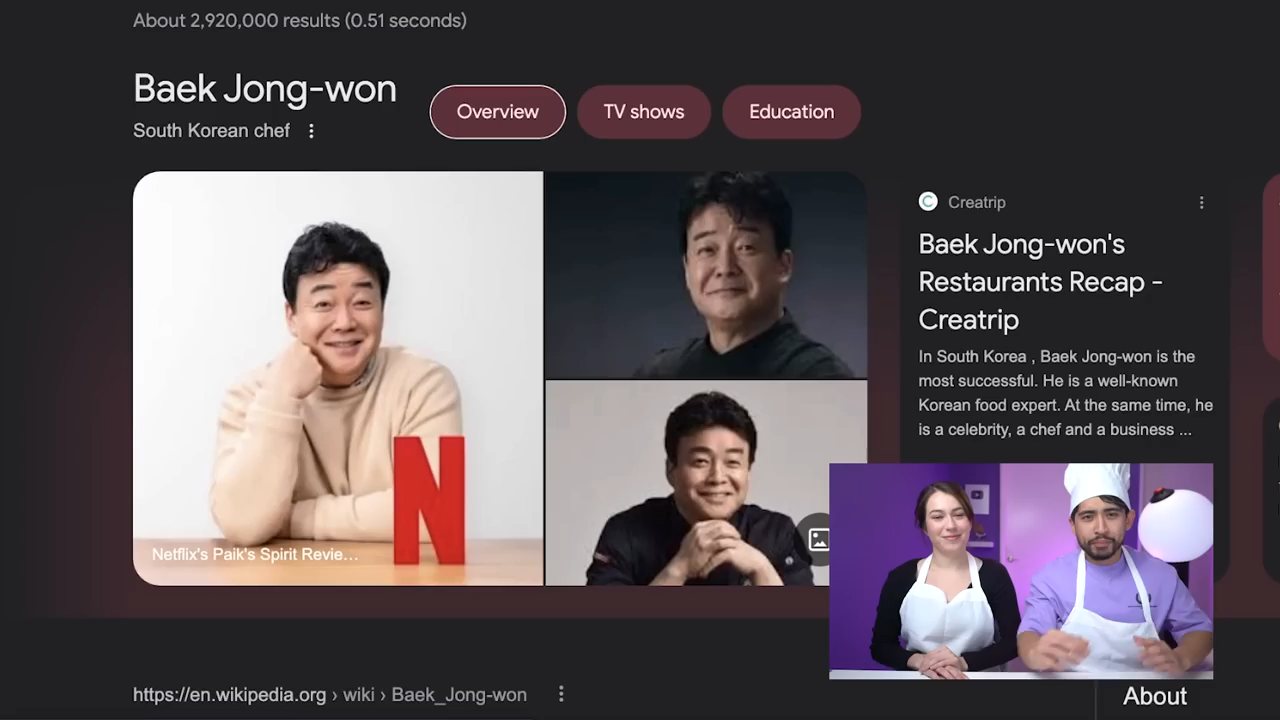 About 2,920,000 results (0.51 seconds)
Baek Jong-won
South Korean chef
Overview
TV shows
Education
Netflix's Paik's Spirit Revie...
N
Creatrip
Baek Jong-won's
Restaurants Recap -
Creatrip
In South Korea , Baek Jong-won is the
most successful. He is a well-known
Korean food expert. At the same time, he
is a celebrity, a chef and a business ...
https://en.wikipedia.org › wiki › Baek_Jong-won
About